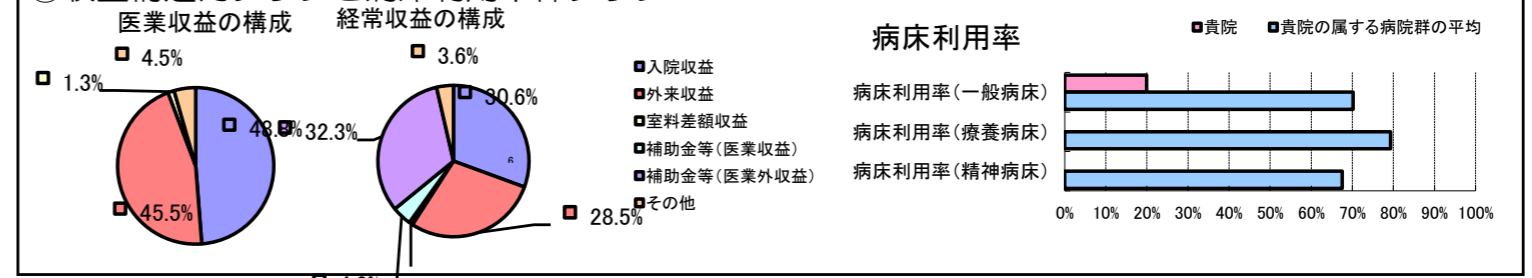 医業収益の構成
経常収益の構成
4.5%
1.3%
45.5%
3.6%
30.6%
32.3%
28.5%
入院収益
外来収益
室料差額収益
補助金等(医業収益)
補助金等(医業外収益)
その他
病床利用率
貴院
貴院の属する病院群の平均
病床利用率(一般病床)
病床利用率(療養病床)
病床利用率(精神病床)
0% 10% 20% 30% 40% 50% 60% 70% 80% 90% 100%